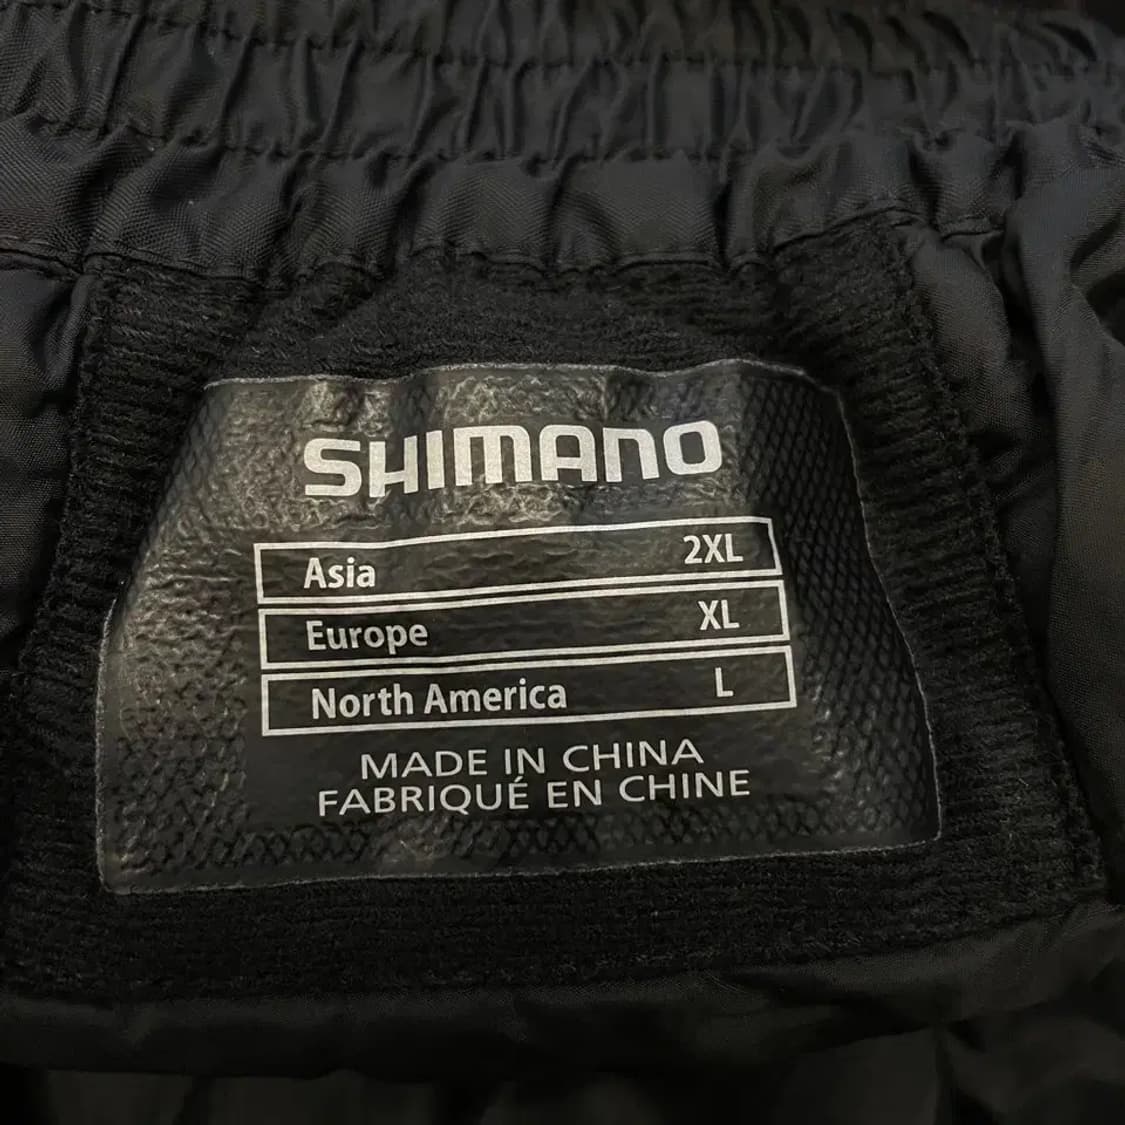 SHIMANO
Asia 2XL
Europe XL
North America L
MADE IN CHINA
FABRIQUÉ EN CHINE